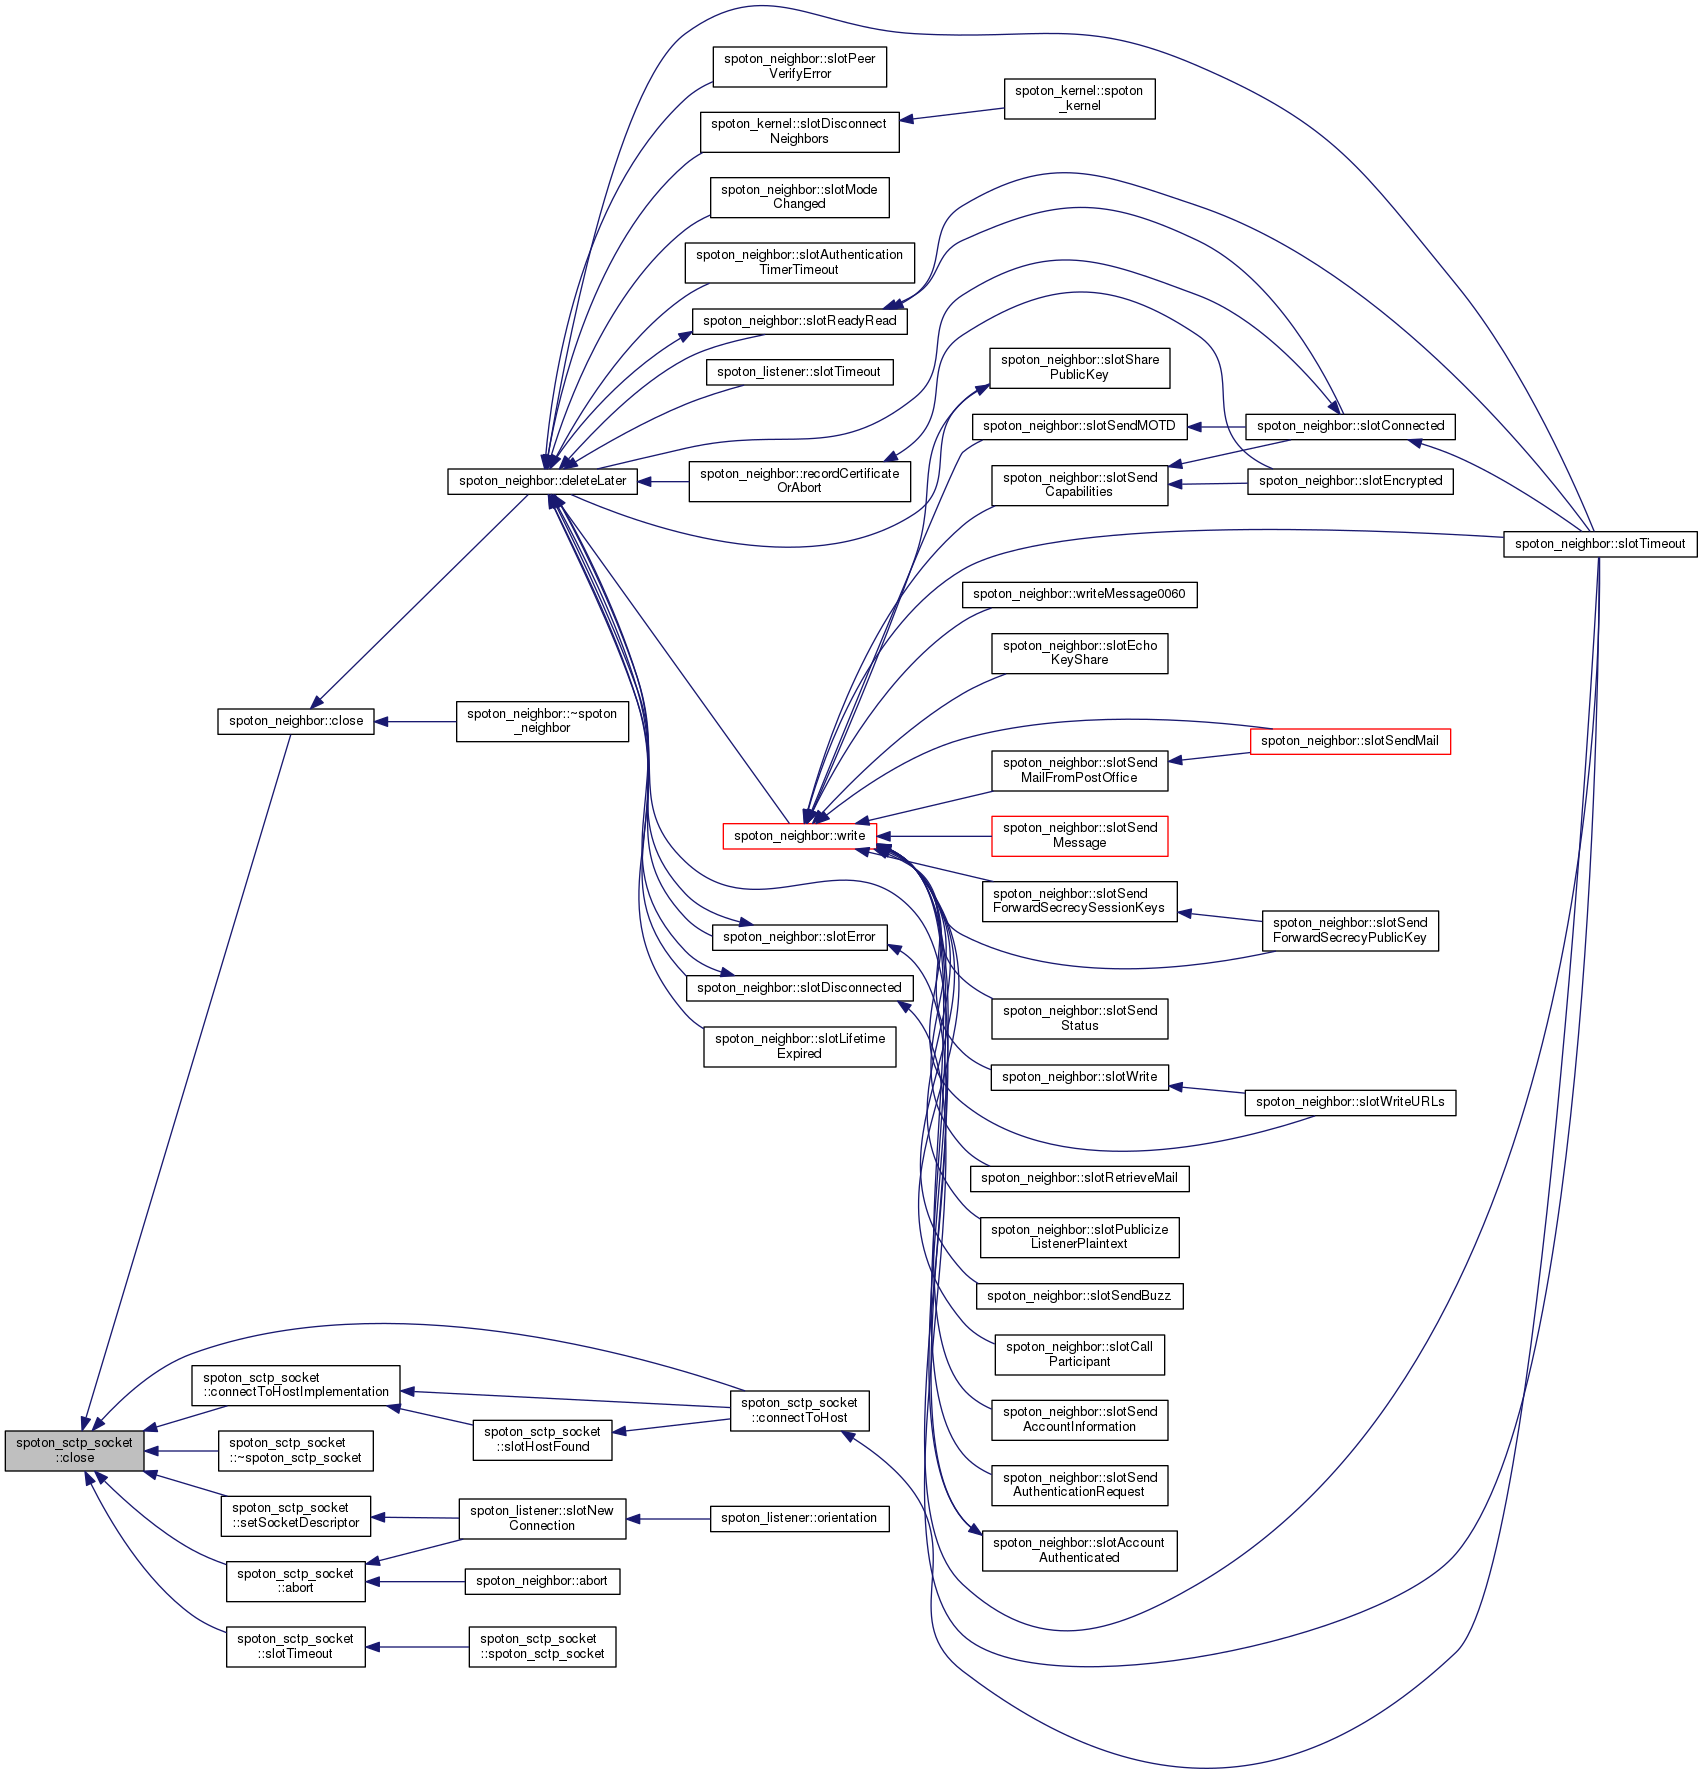 spoton_neighbor::slotPeer
VerifyError
spoton_kernel::spoton
_kernel
spoton_kernel::slotDisconnect
Neighbors
spoton_neighbor::slotMode
Changed
spoton_neighbor::slotAuthentication
TimerTimeout
spoton_neighbor::slotReadyRead
spoton_neighbor::slotShare
PublicKey
spoton_listener::slotTimeout
spoton_neighbor::slotSendMOTD
spoton_neighbor::slotConnected
spoton_neighbor::deleteLater
spoton_neighbor::recordCertificate
OrAbort
spoton_neighbor::slotSend
Capabilities
spoton_neighbor::slotEncrypted
spoton_neighbor::slotTimeout
spoton_neighbor::writeMessage0060
spoton_neighbor::slotEcho
KeyShare
spoton_neighbor::close
spoton_neighbor::~spoton
_neighbor
spoton_neighbor::slotSendMail
spoton_neighbor::slotSend
MailFromPostOffice
spoton_neighbor::write
spoton_neighbor::slotSend
Message
spoton_neighbor::slotSend
ForwardSecrecySessionKeys
spoton_neighbor::slotSend
ForwardSecrecyPublicKey
spoton_neighbor::slotError
spoton_neighbor::slotDisconnected
spoton_neighbor::slotSend
Status
spoton_neighbor::slotLifetime
Expired
spoton_neighbor::slotWrite
spoton_neighbor::slotWriteURLs
spoton_neighbor::slotRetrieveMail
spoton_neighbor::slotPublicize
ListenerPlaintext
spoton_neighbor::slotSendBuzz
spoton_neighbor::slotCall
Participant
spoton_sctp_socket
::connectToHostImplementation
spoton_sctp_socket
::connectToHost
spoton_neighbor::slotSend
AccountInformation
spoton_sctp_socket
::close
spoton_sctp_socket
::~spoton_sctp_socket
spoton_sctp_socket
::slotHostFound
spoton_neighbor::slotSend
AuthenticationRequest
spoton_sctp_socket
::setSocketDescriptor
spoton_listener::slotNew
Connection
spoton_listener::orientation
spoton_neighbor::slotAccount
Authenticated
spoton_sctp_socket
::abort
spoton_neighbor::abort
spoton_sctp_socket
::slotTimeout
spoton_sctp_socket
::spoton_sctp_socket